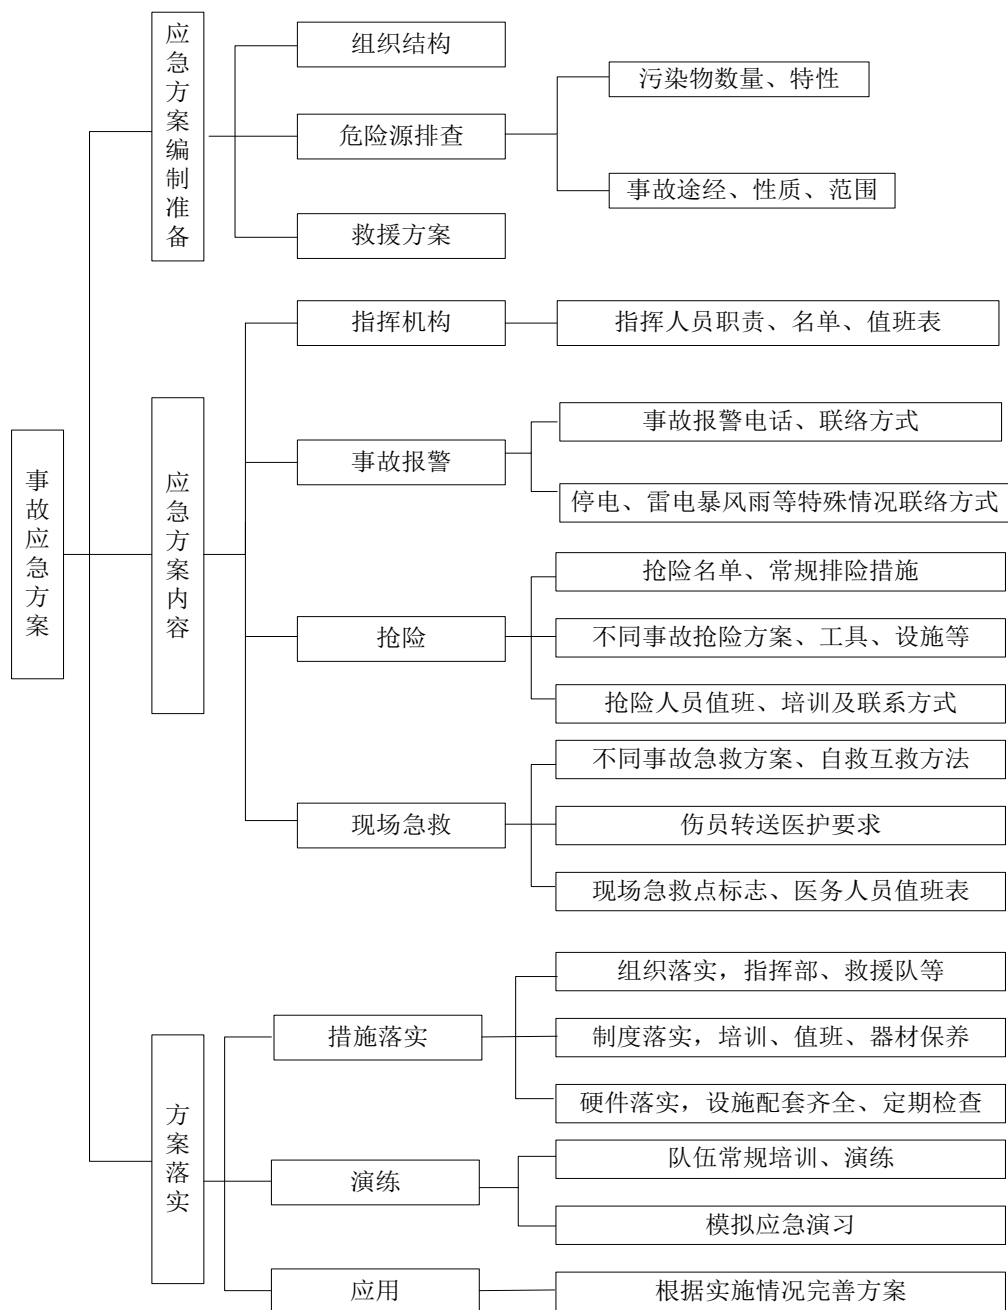 事故应急方案
应急方案编制准备
组织结构
危险源排查
污染物数量、特性
事故途经、性质、范围
救援方案
应急方案内容
指挥机构
指挥人员职责、名单、值班表
事故报警
事故报警电话、联络方式
停电、雷电暴风雨等特殊情况联络方式
抢险
抢险名单、常规排险措施
不同事故抢险方案、工具、设施等
抢险人员值班、培训及联系方式
现场急救
不同事故急救方案、自救互救方法
伤员转送医护要求
现场急救点标志、医务人员值班表
方案落实
措施落实
组织落实，指挥部、救援队等
制度落实，培训、值班、器材保养
硬件落实，设施配套齐全、定期检查
演练
队伍常规培训、演练
模拟应急演习
应用
根据实施情况完善方案